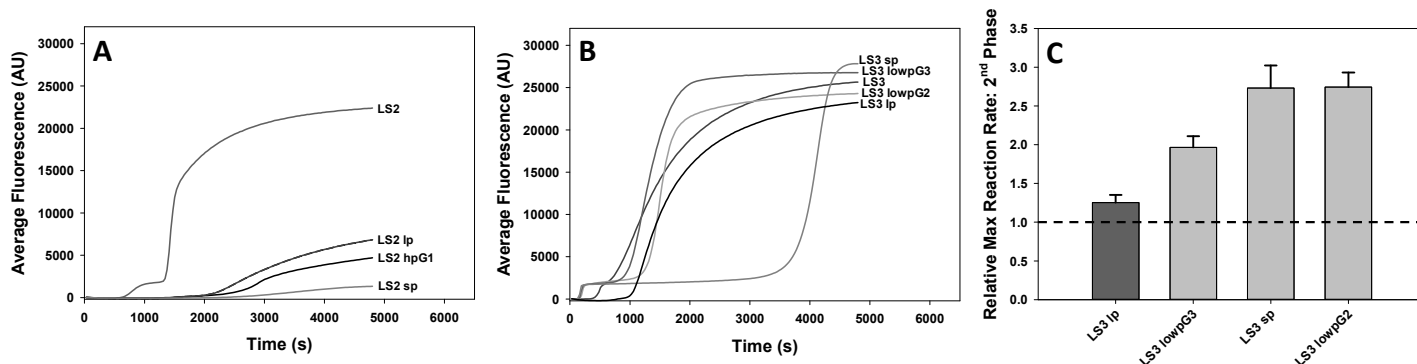 A
Average Fluorescence (AU)
30000
25000
20000
15000
10000
5000
0
LS2
LS2 lp
LS2 hpG1
LS2 sp
0 1000 2000 3000 4000 5000 6000
Time (s)
B
Average Fluorescence (AU)
30000
25000
20000
15000
10000
5000
0
LS3 sp
LS3 lowpG3
LS3
LS3 lowpG2
LS3 lp
0 1000 2000 3000 4000 5000 6000
Time (s)
C
Relative Max Reaction Rate: 2nd Phase
3.5
3.0
2.5
2.0
1.5
1.0
0.5
0.0
LS3 lp
LS3 lowpG3
LS3 sp
LS3 lowpG2